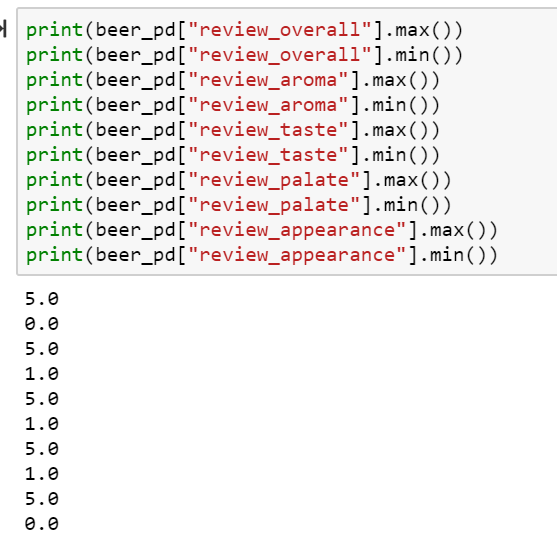 print(beer_pd["review_overall"].max())
print(beer_pd["review_overall"].min())
print(beer_pd["review_aroma"].max())
print(beer_pd["review_aroma"].min())
print(beer_pd["review_taste"].max())
print(beer_pd["review_taste"].min())
print(beer_pd["review_palate"].max())
print(beer_pd["review_palate"].min())
print(beer_pd["review_appearance"].max())
print(beer_pd["review_appearance"].min())
5.0
0.0
5.0
1.0
5.0
1.0
5.0
1.0
5.0
0.0